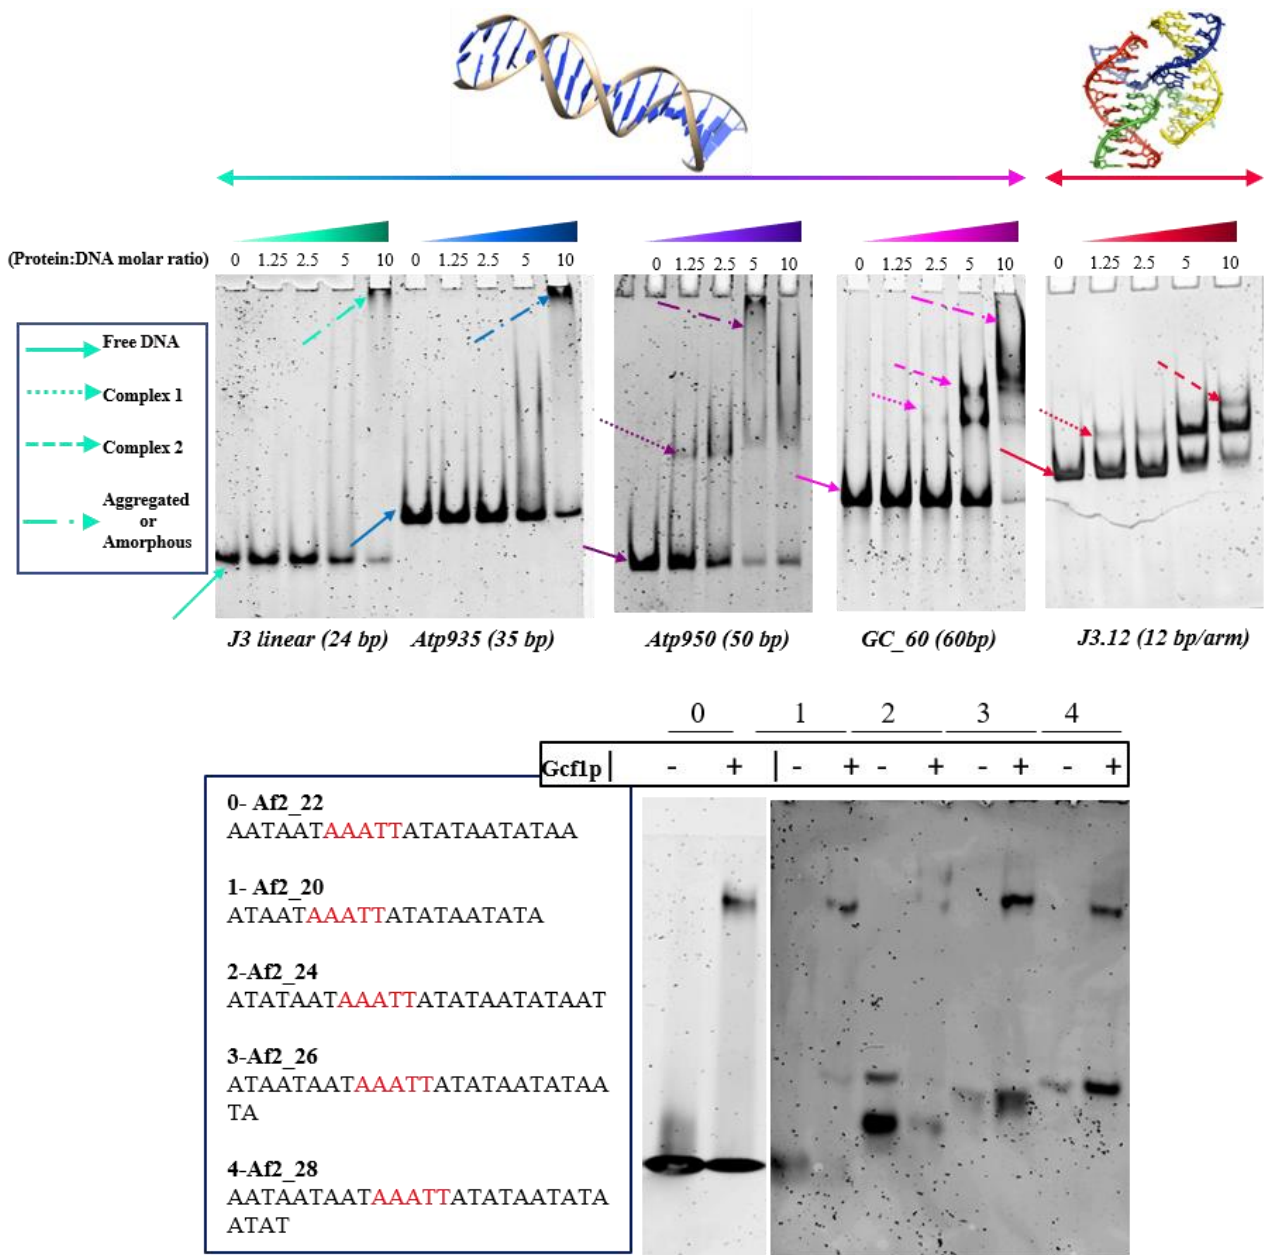 (Protein:DNA molar ratio)
0 1.25 2.5 5 10
0 1.25 2.5 5 10
0 1.25 2.5 5 10
0 1.25 2.5 5 10
0 1.25 2.5 5 10
Free DNA
Complex 1
Complex 2
Aggregated
or
Amorphous
J3 linear (24 bp)
Atp935 (35 bp)
Atp950 (50 bp)
GC_60 (60bp)
J3.12 (12 bp/arm)
0 1 2 3 4
Gcf1p | - + | - + - + - + - +
0- Af2_22
AATAATAAATTATATAATATAA
1- Af2_20
ATAATAAATTATATAATATA
2-Af2_24
ATATAATAAATTATATAATATAAT
3-Af2_26
ATAATAATAAATTATATAATATAA
TA
4-Af2_28
AATAATAATAAATTATATAATATA
ATAT